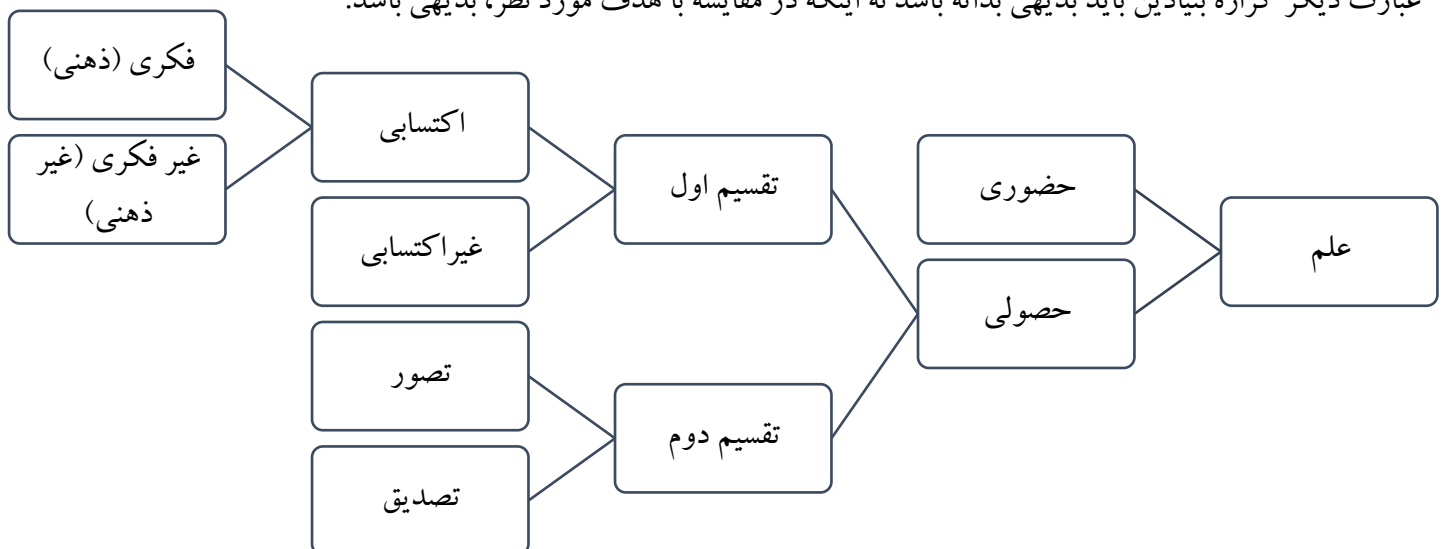 عبارت دیگر گزاره بنیادین باید بدیهی بذاته باشد نه اینکه در مقایسه با هدف مورد نظر، بدیهی باشد.
علم
حضوری
حصولی
تقسیم اول
تقسیم دوم
اکتسابی
غیراکتسابی
تصور
تصدیق
فکری (ذهنی)
غیر فکری (غیر
ذهنی)